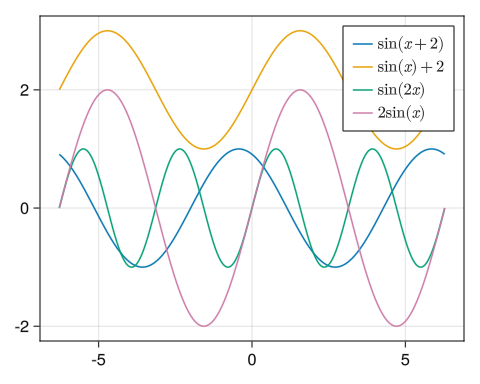 sin(x + 2)
sin(x) + 2
sin(2x)
2sin(x)
2
0
-2
-5
0
5